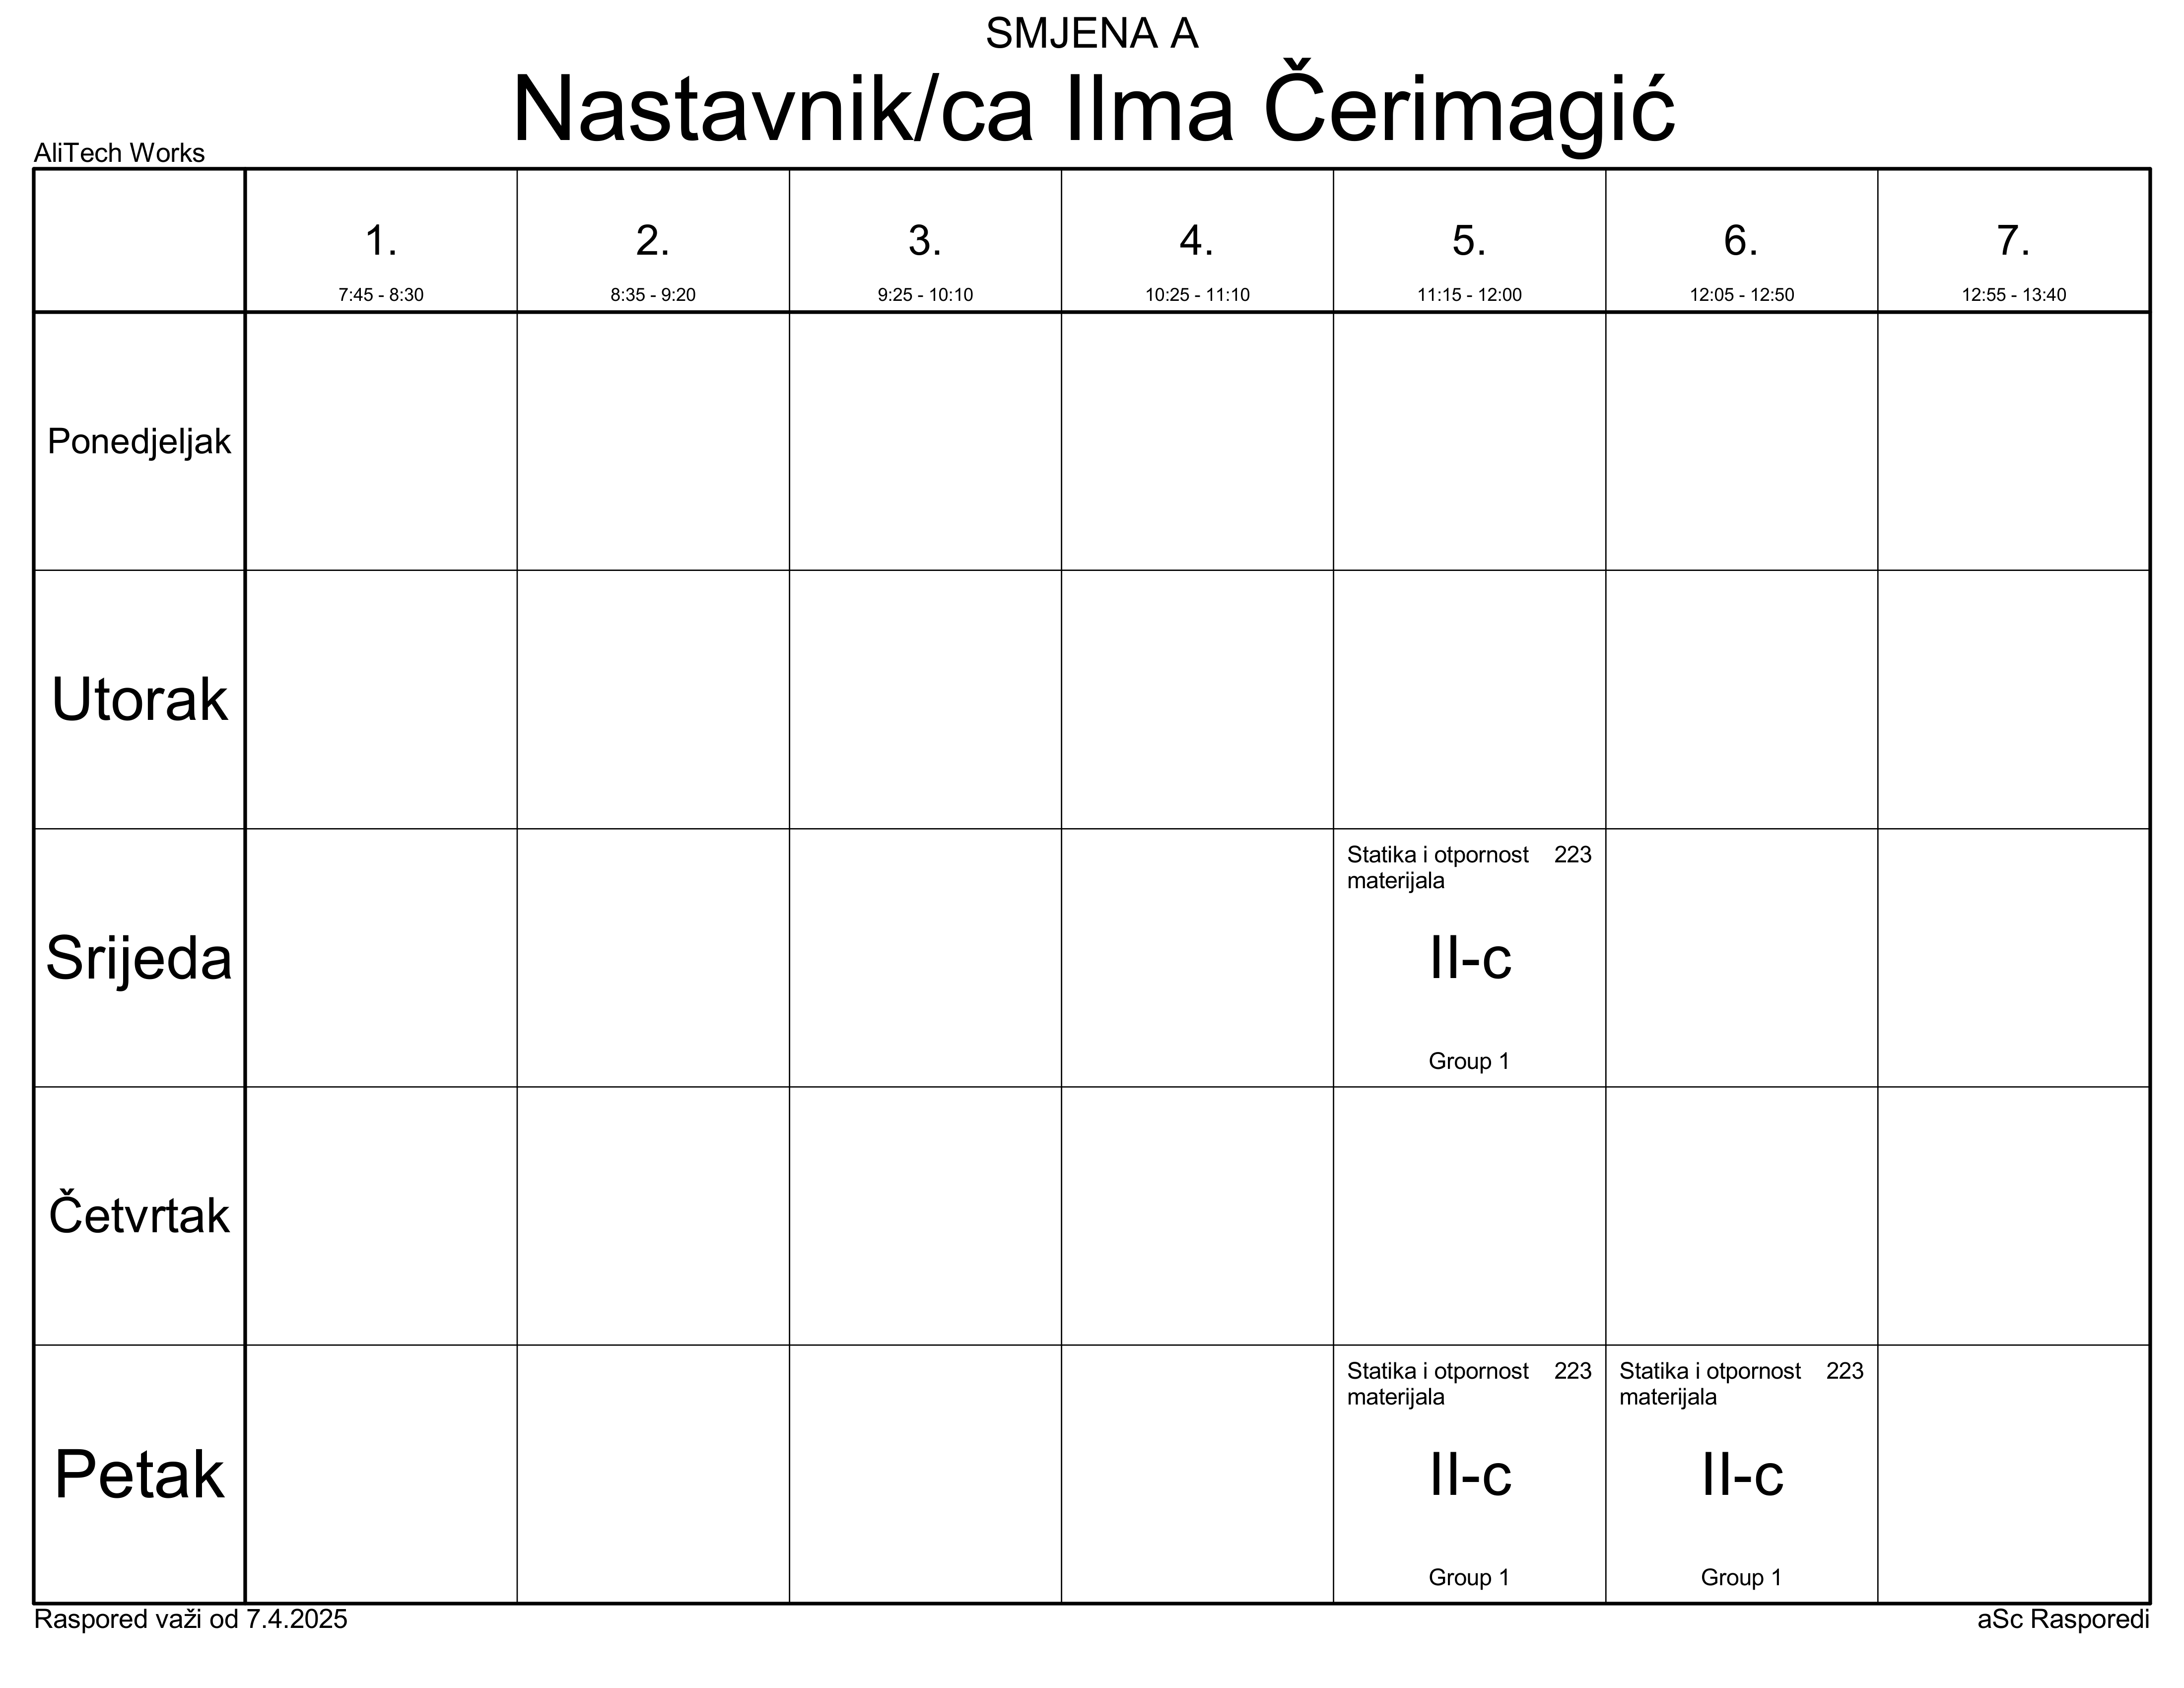 SMJENA A
Nastavnik/ca Ilma Čerimagić
AliTech Works
1. 2. 3. 4. 5. 6. 7.
7:45 - 8:30 8:35 - 9:20 9:25 - 10:10 10:25 - 11:10 11:15 - 12:00 12:05 - 12:50 12:55 - 13:40
Ponedjeljak
Utorak
Srijeda
Statika i otpornost 223
materijala
II-c
Group 1
Četvrtak
Petak
Statika i otpornost 223
materijala
II-c
Group 1
Statika i otpornost 223
materijala
II-c
Group 1
Raspored važi od 7.4.2025
aSc Rasporedi